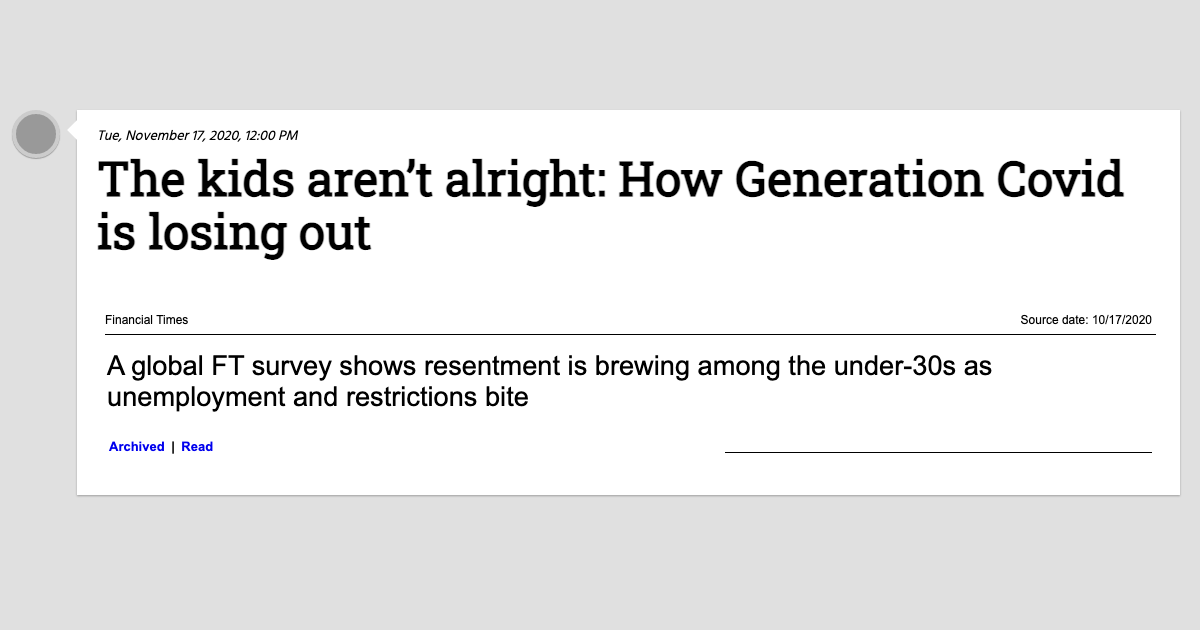 Tue, November 17, 2020, 12:00 PM
The kids aren’t alright: How Generation Covid
is losing out
Financial Times
Source date: 10/17/2020
A global FT survey shows resentment is brewing among the under-30s as
unemployment and restrictions bite
Archived | Read